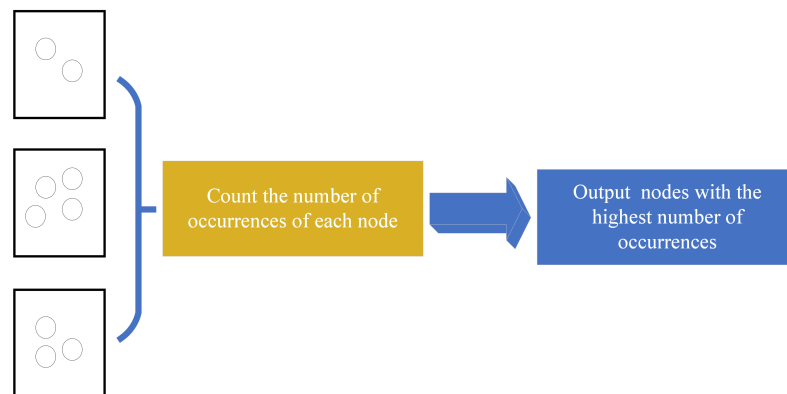 Count the number of
occurrences of each node
Output nodes with the
highest number of
occurrences